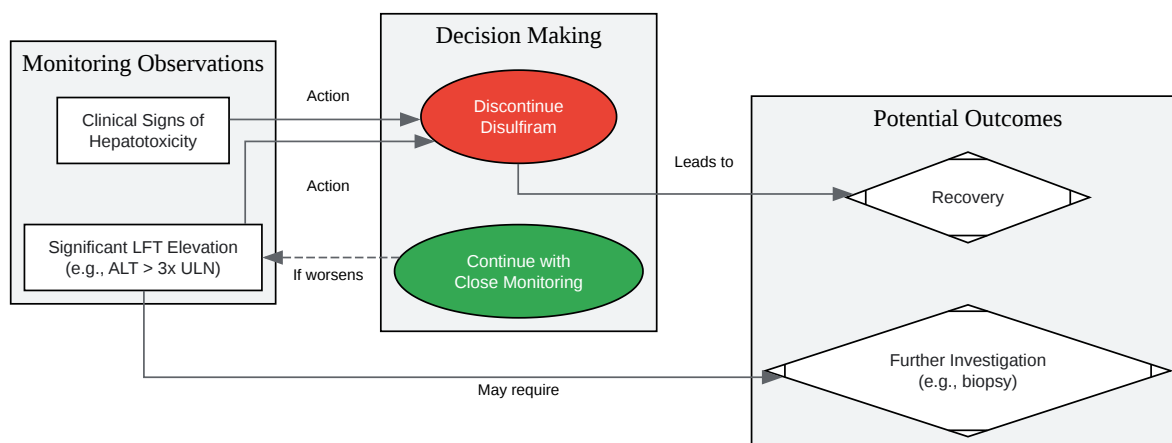 Monitoring Observations
Clinical Signs of
Hepatotoxicity
Significant LFT Elevation
(e.g., ALT > 3x ULN)
Action
Action
If worsens
May require
Decision Making
Discontinue
Disulfiram
Continue with
Close Monitoring
Leads to
Potential Outcomes
Recovery
Further Investigation
(e.g., biopsy)